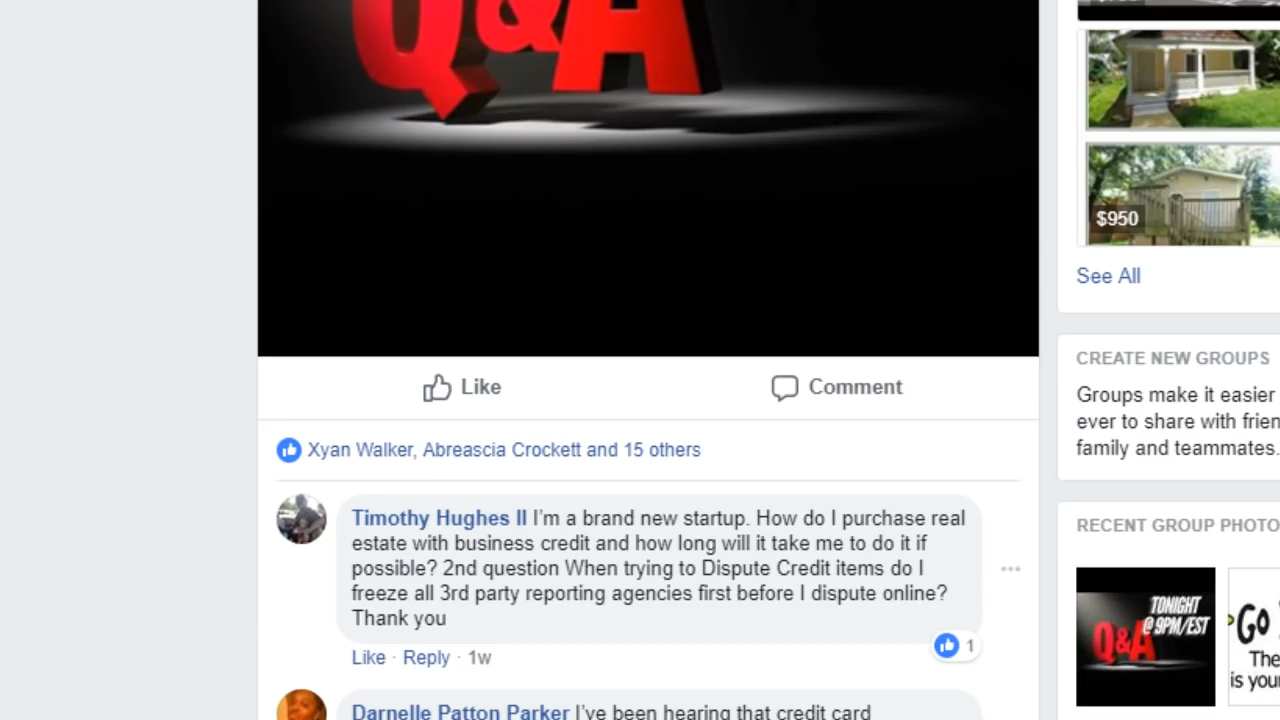 Q&A
$950
See All
Like
Comment
CREATE NEW GROUPS
Groups make it easier
ever to share with frien
family and teammates.
Xyan Walker, Abreascia Crockett and 15 others
Timothy Hughes II I'm a brand new startup. How do I purchase real
estate with business credit and how long will it take me to do it if
possible? 2nd question When trying to Dispute Credit items do I
freeze all 3rd party reporting agencies first before I dispute online?
Thank you
1
Like · Reply · 1w
Darnelle Patton Parker I've been hearing that credit card
RECENT GROUP PHOTO
TONIGHT
@ 9PM/EST
Q&A
Go
The
is your